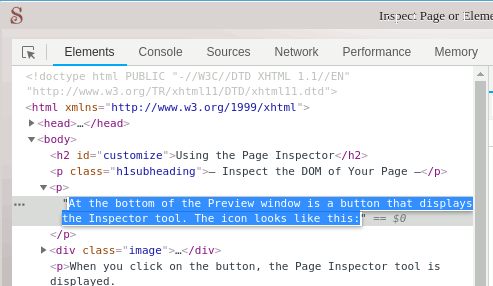 S
Inspect Page or Eleme
Elements Console Sources Network Performance Memory
<!doctype html PUBLIC "-//W3C//DTD XHTML 1.1//EN"
"http://www.w3.org/TR/xhtml11/DTD/xhtml11.dtd">
<html xmlns="http://www.w3.org/1999/xhtml">
<head>…</head>
<body>
<h2 id="customize">Using the Page Inspector</h2>
<p class="h1subheading">— Inspect the DOM of Your Page —</p>
<p>
"At the bottom of the Preview window is a button that displays
the Inspector tool. The icon looks like this:" == $0
</p>
<div class="image">…</div>
<p>When you click on the button, the Page Inspector tool is
displayed.